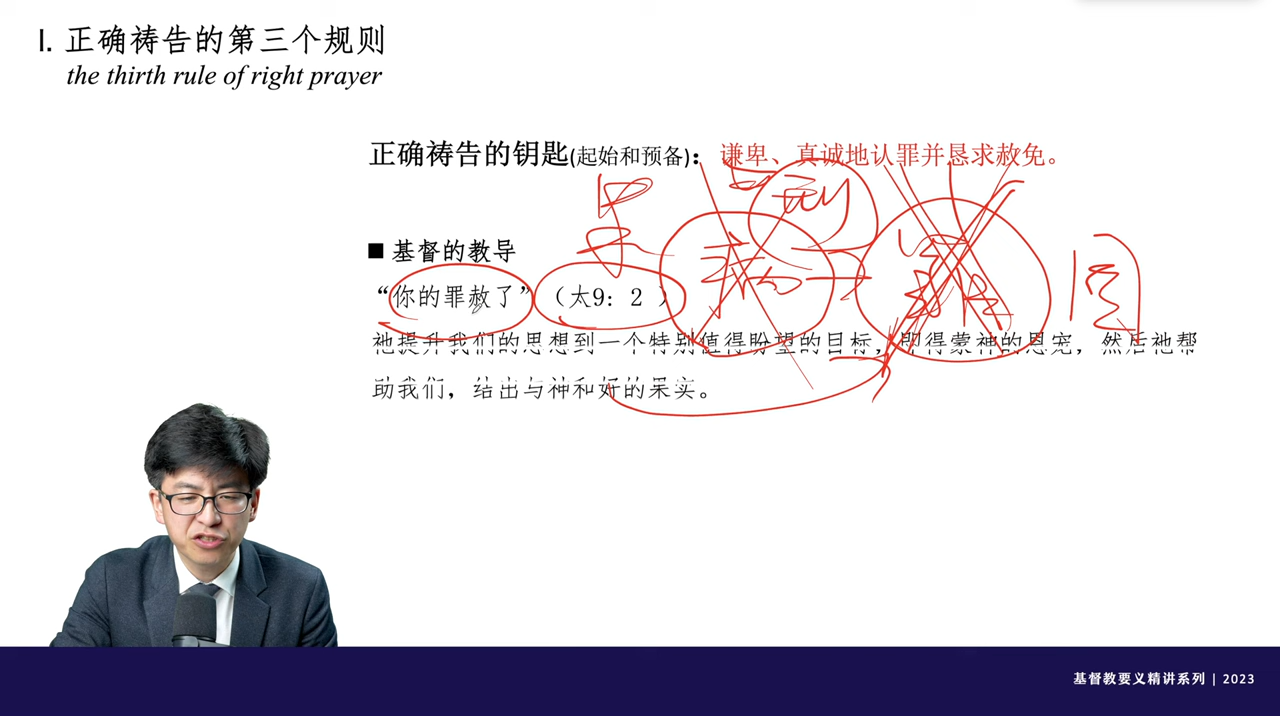 I. 正确祷告的第三个规则
the thirth rule of right prayer
正确祷告的钥匙(起始和预备)：谦卑、真诚地认罪并恳求赦免。
■ 基督的教导
果
病
罪
因
“你的罪赦了”（太9：2 ）
祂提升我们的思想到一个特别值得盼望的目标，即得蒙神的恩宠，然后祂帮
助我们，结出与神和好的果实。
基督教要义精讲系列 | 2023